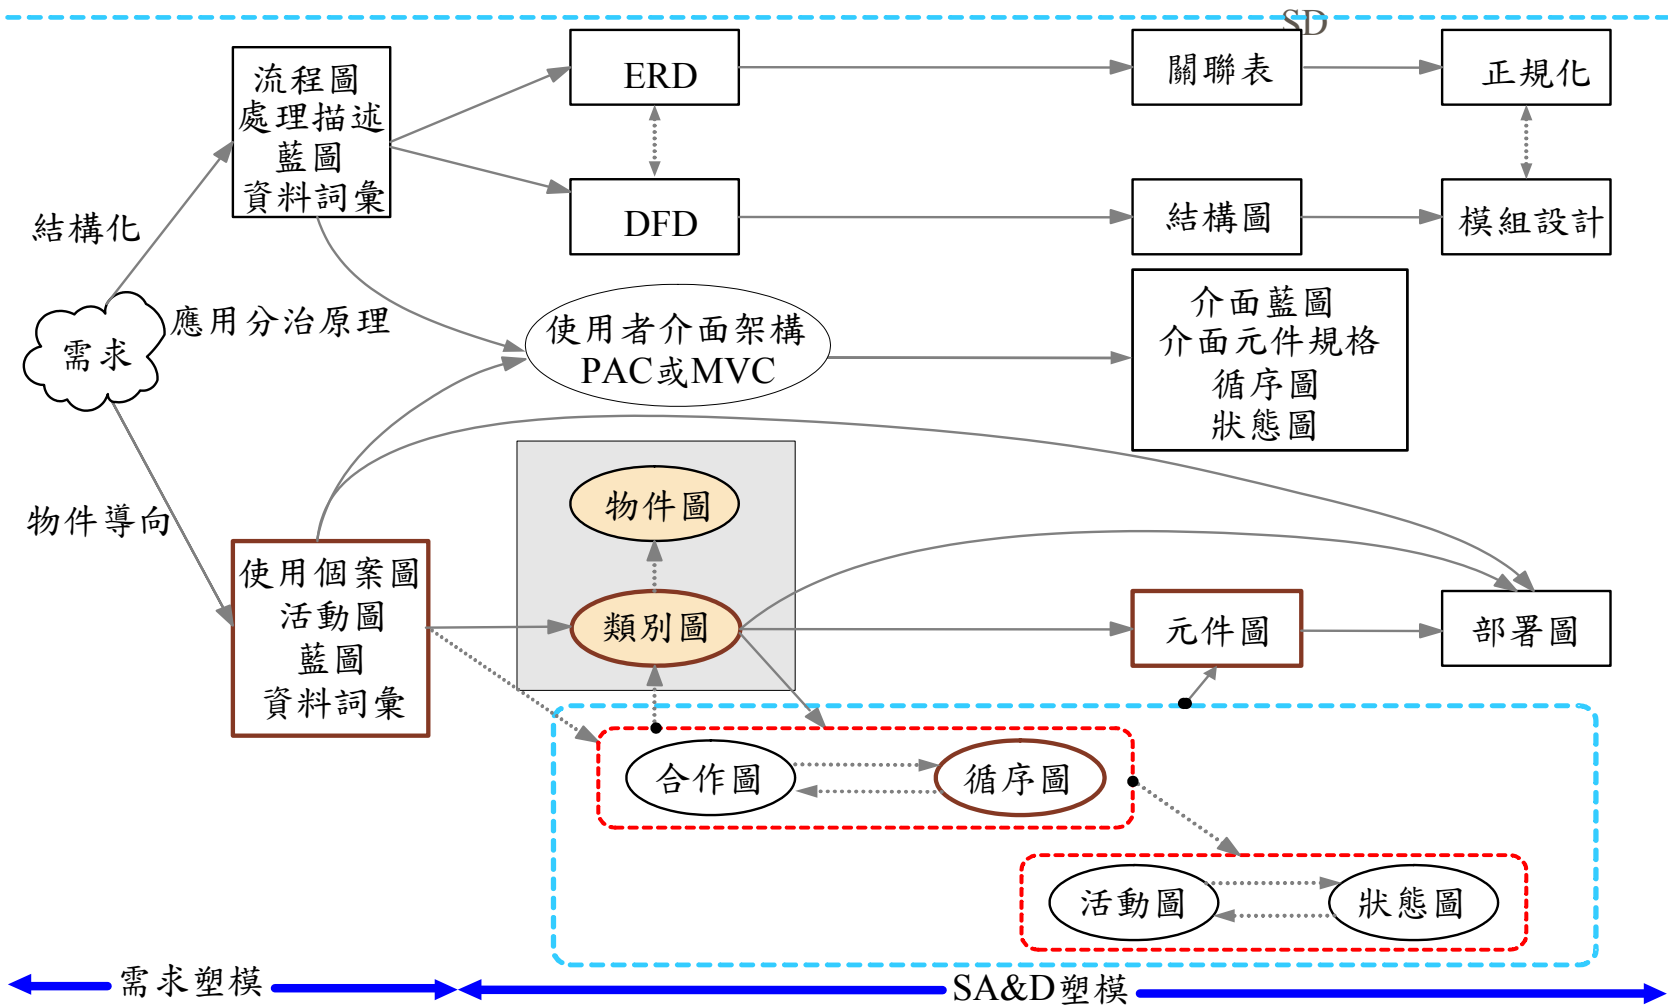 SD
流程圖
處理描述
藍圖
資料詞彙
ERD
關聯表
正規化
DFD
結構圖
模組設計
結構化
需求
應用分治原理
使用者介面架構
PAC或MVC
介面藍圖
介面元件規格
循序圖
狀態圖
物件導向
使用個案圖
活動圖
藍圖
資料詞彙
物件圖
類別圖
元件圖
部署圖
合作圖
循序圖
活動圖
狀態圖
需求塑模
SA&D塑模